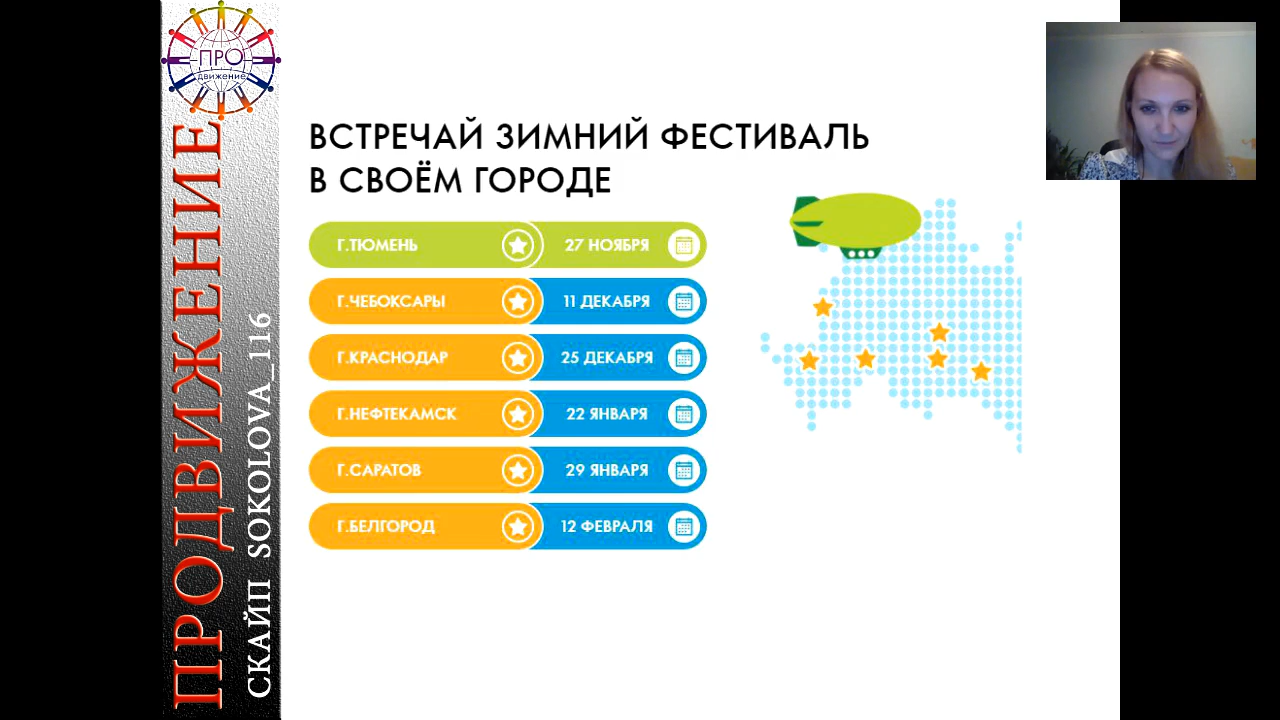 ПРО
движение
ПРОДВИЖЕНИЕ
СКАЙП SOKOLOVA_116
ВСТРЕЧАЙ ЗИМНИЙ ФЕСТИВАЛЬ
В СВОЁМ ГОРОДЕ
Г.ТЮМЕНЬ 27 НОЯБРЯ
Г.ЧЕБОКСАРЫ 11 ДЕКАБРЯ
Г.КРАСНОДАР 25 ДЕКАБРЯ
Г.НЕФТЕКАМСК 22 ЯНВАРЯ
Г.САРАТОВ 29 ЯНВАРЯ
Г.БЕЛГОРОД 12 ФЕВРАЛЯ